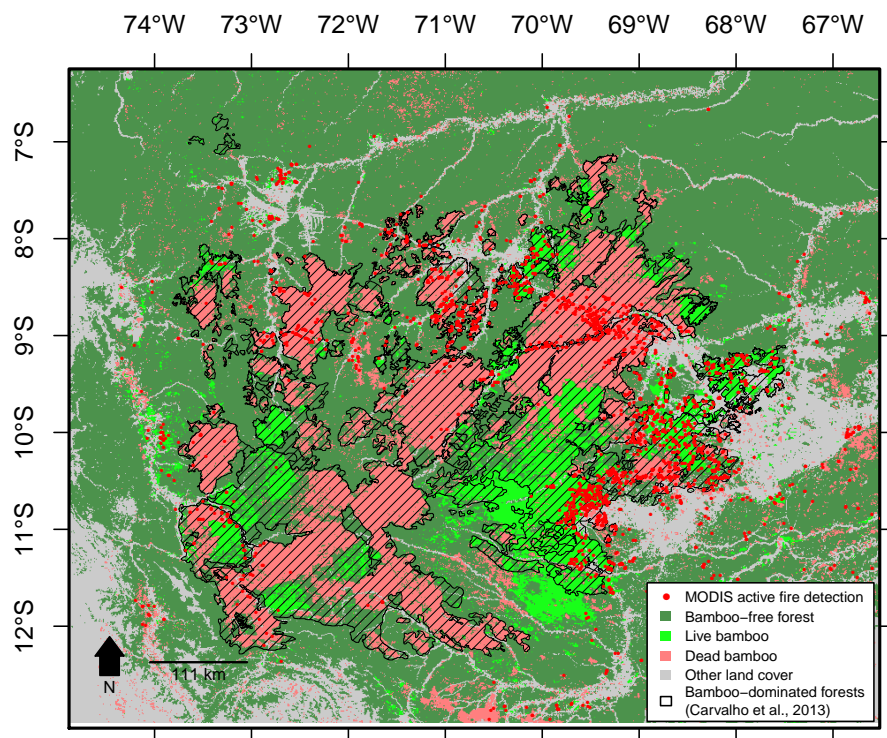 74°W 73°W 72°W 71°W 70°W 69°W 68°W 67°W
7°S
8°S
9°S
10°S
11°S
12°S
MODIS active fire detection
Bamboo−free forest
Live bamboo
Dead bamboo
Other land cover
Bamboo−dominated forests
(Carvalho et al., 2013)
N
111 km